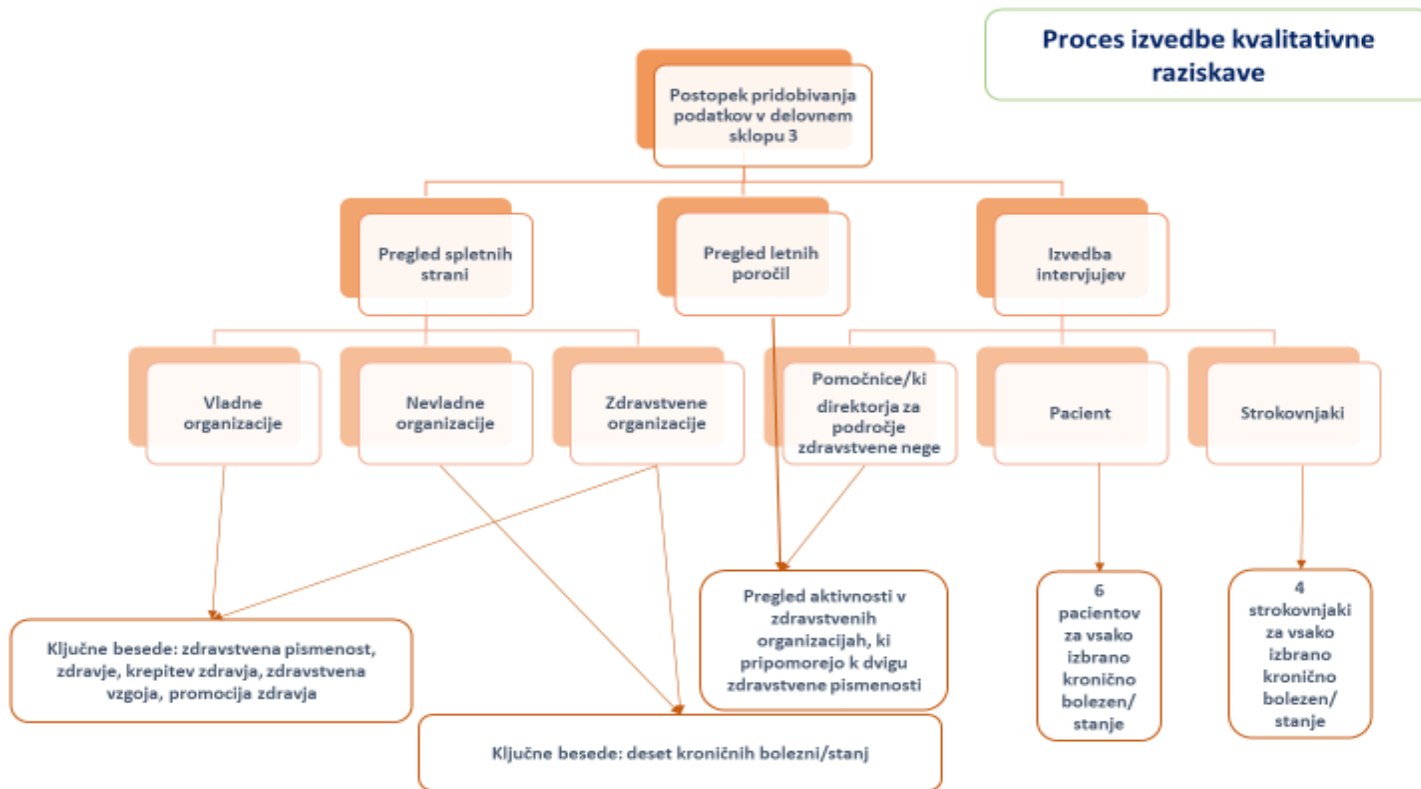 Proces izvedbe kvalitativne
raziskave
Postopek pridobivanja
podatkov v delovnem
sklopu 3
Pregled spletnih
strani
Pregled letnih
poročil
Izvedba
intervjujev
Vladne
organizacije
Nevladne
organizacije
Zdravstvene
organizacije
Pomočnice/ki
direktorja za
področje
zdravstvene nege
Pacient
Strokovnjaki
Ključne besede: zdravstvena pismenost,
zdravje, krepitev zdravja, zdravstvena
vzgoja, promocija zdravja
Pregled aktivnosti v
zdravstvenih
organizacijah, ki
pripomorejo k dvigu
zdravstvene pismenosti
6
pacientov
za vsako
izbrano
kronično
bolezen/
stanje
4
strokovnjaki
za vsako
izbrano
kronično
bolezen/
stanje
Ključne besede: deset kroničnih bolezni/stanj